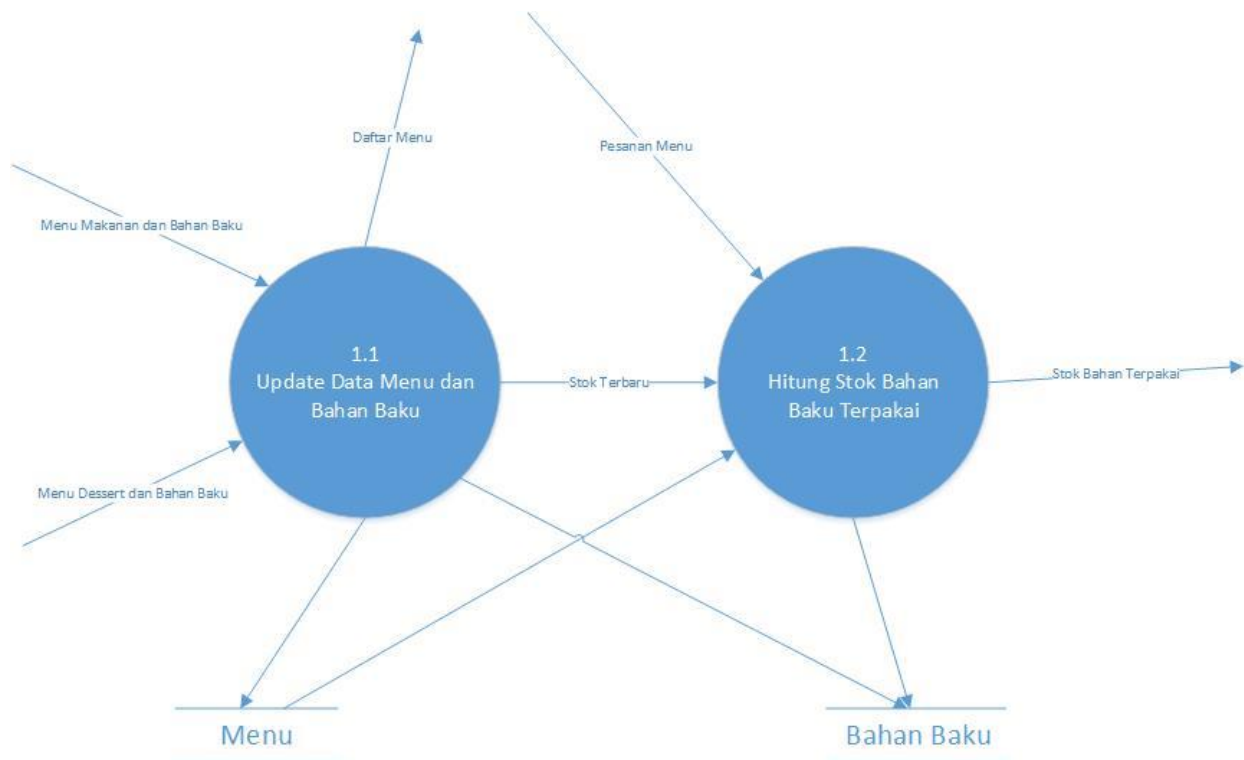 Daftar Menu
Pesanan Menu
Menu Makanan dan Bahan Baku
1.1
Update Data Menu dan
Bahan Baku
Stok Terbaru
1.2
Hitung Stok Bahan
Baku Terpakai
Stok Bahan Terpakai
Menu Dessert dan Bahan Baku
Menu
Bahan Baku